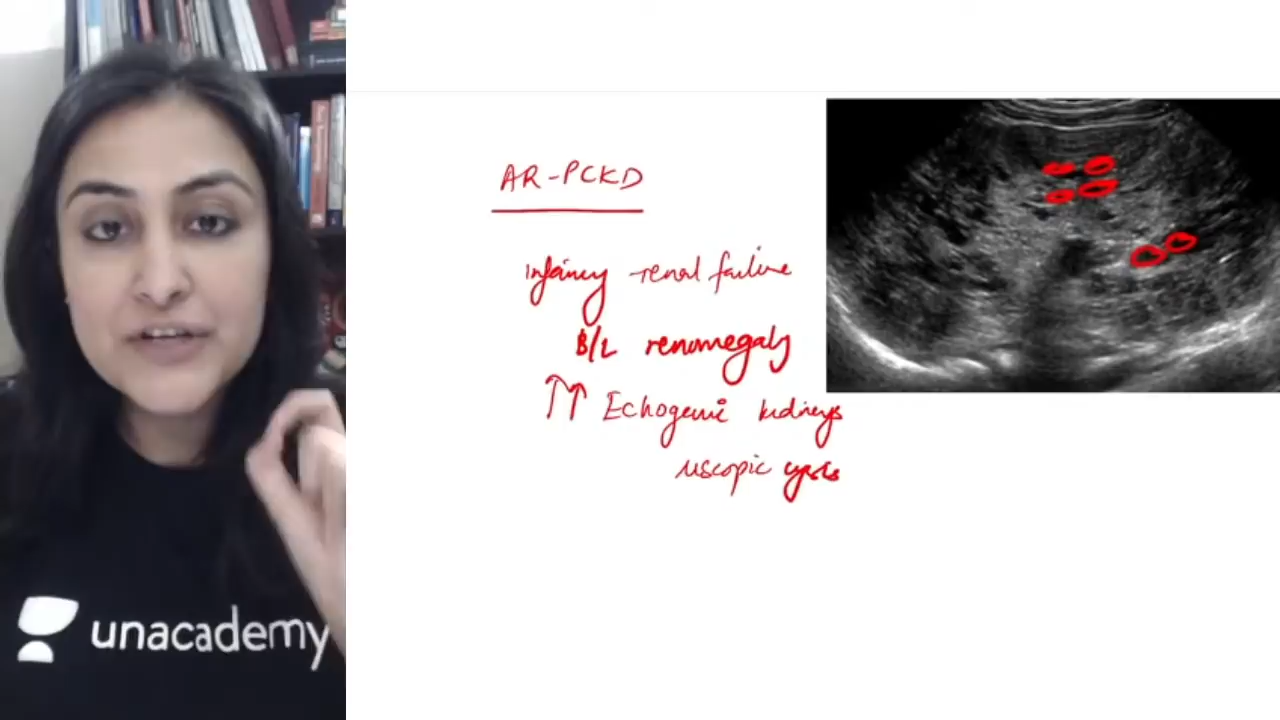 AR-PCKD
Infancy renal failure
B/L renomegaly
↑↑ Echogenic kidneys
uscopic cysts
unacademy